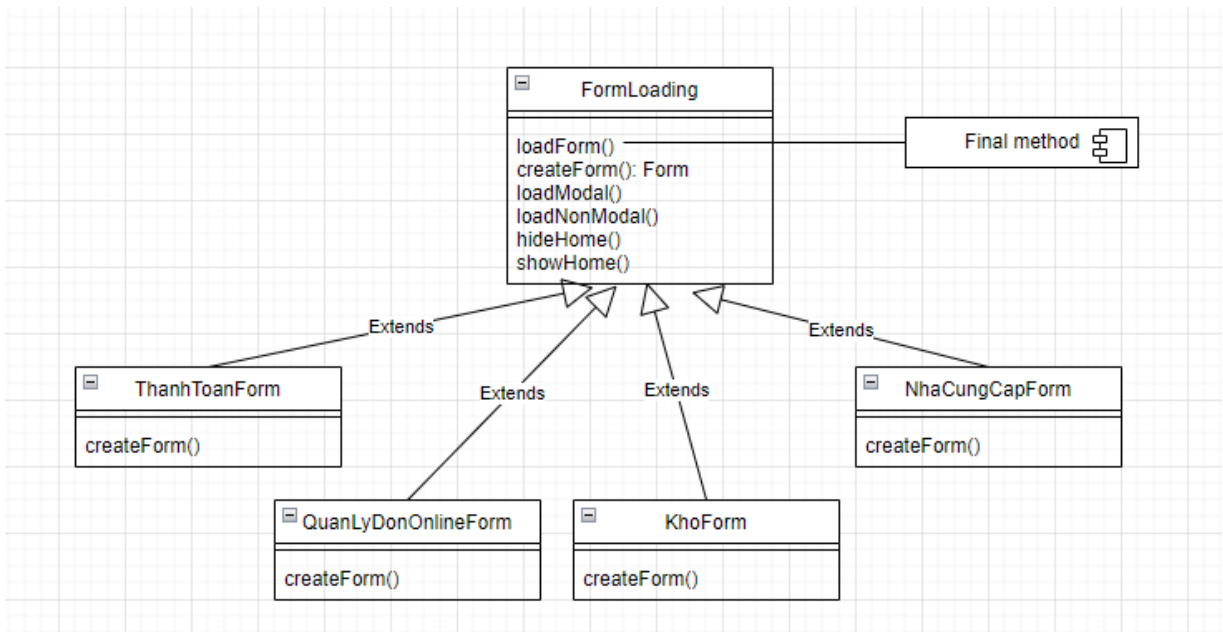 FormLoading
loadForm()
createForm(): Form
loadModal()
loadNonModal()
hideHome()
showHome()
Final method
Extends
Extends
Extends
Extends
ThanhToanForm
createForm()
NhaCungCapForm
createForm()
QuanLyDonOnlineForm
createForm()
KhoForm
createForm()